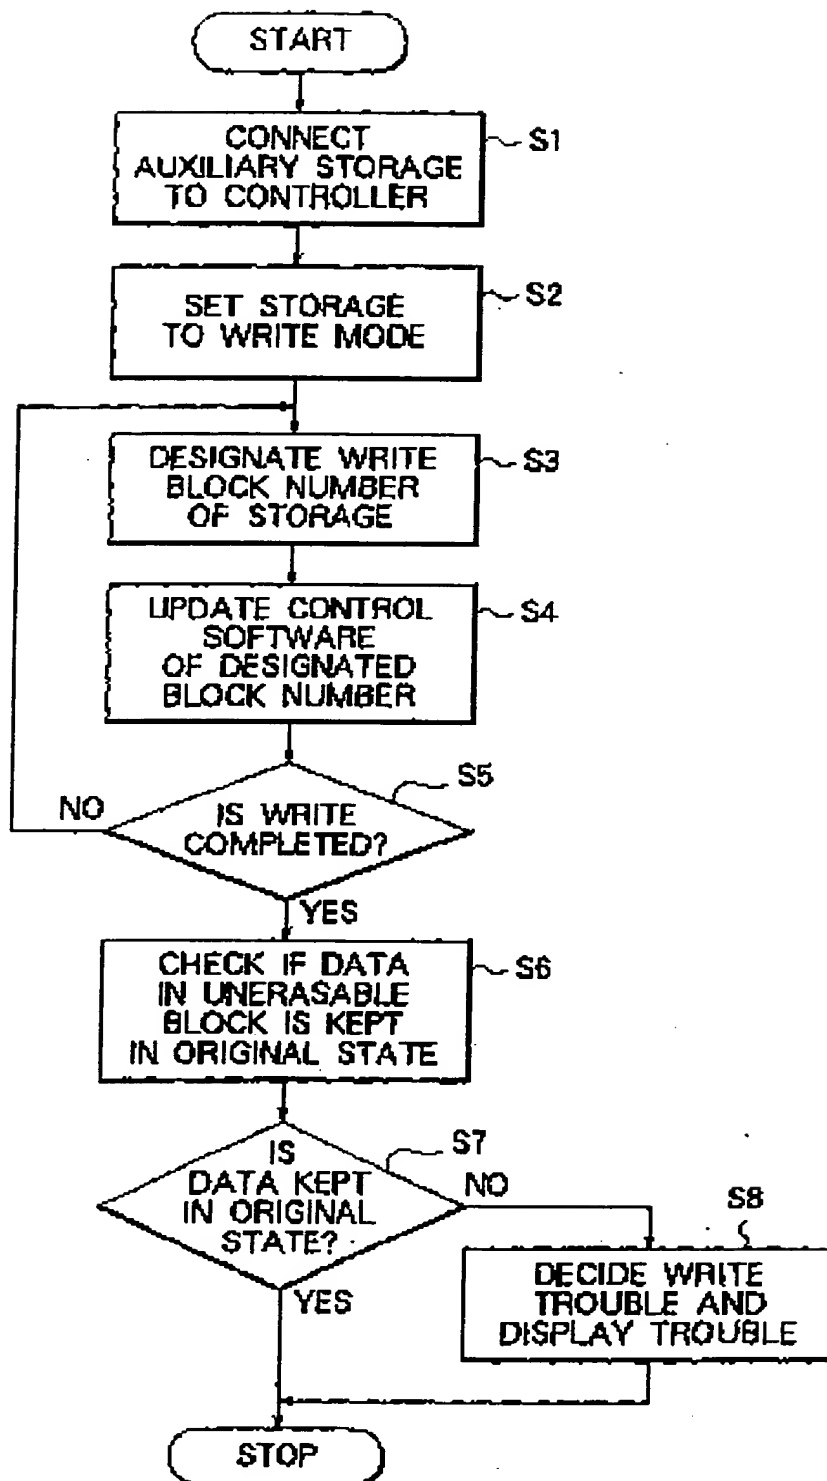 START
CONNECT
AUXILIARY STORAGE
TO CONTROLLER
S1
SET STORAGE
TO WRITE MODE
S2
DESIGNATE WRITE
BLOCK NUMBER
OF STORAGE
S3
UPDATE CONTROL
SOFTWARE
OF DESIGNATED
BLOCK NUMBER
S4
IS WRITE
COMPLETED?
S5
NO
YES
CHECK IF DATA
IN UNERASABLE
BLOCK IS KEPT
IN ORIGINAL STATE
S6
IS
DATA KEPT
IN ORIGINAL
STATE?
S7
NO
YES
S8
DECIDE WRITE
TROUBLE AND
DISPLAY TROUBLE
STOP